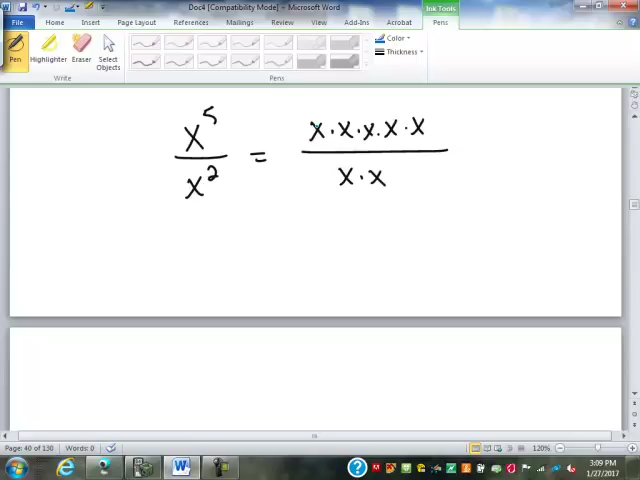 Doc4 [Compatibility Mode] - Microsoft Word
Ink Tools
File Home Insert Page Layout References Mailings Review View Add-Ins Acrobat Pens
Pen Highlighter Eraser Select Objects
Color
Thickness
Write Pens
x^5 / x^2 = x·x·x·x·x / x·x
Page: 40 of 130 Words: 0 120%
3:09 PM
1/27/2017